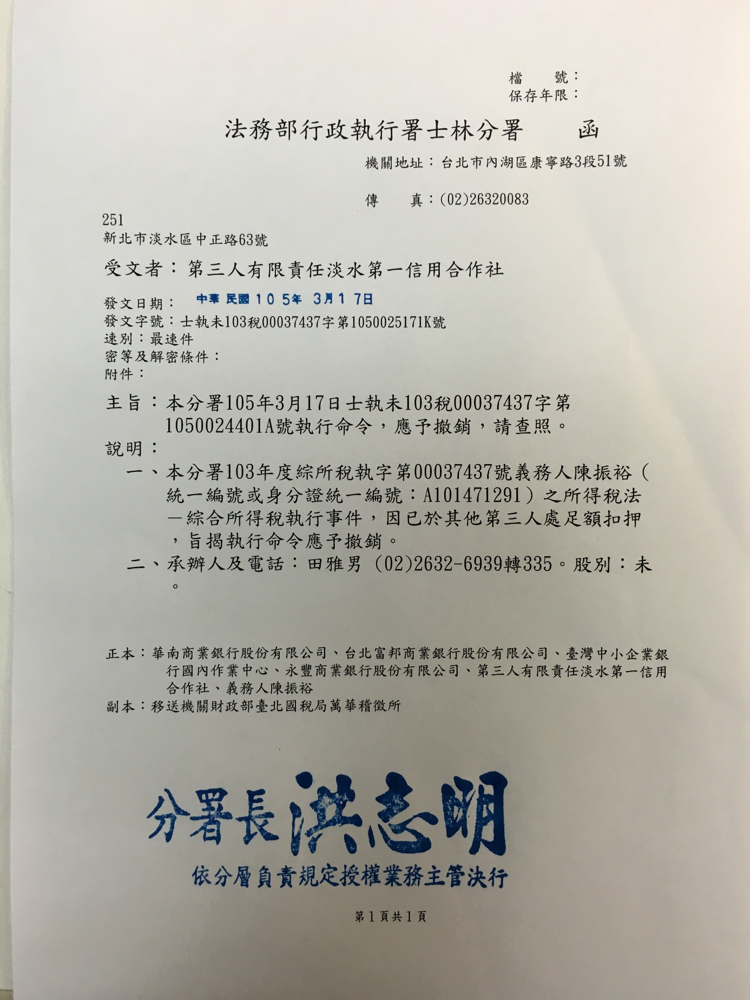 檔　　號：
保存年限：
法務部行政執行署士林分署　　函
機關地址：台北市內湖區康寧路3段51號
傳　　真：(02)26320083
251
新北市淡水區中正路63號
受文者：第三人有限責任淡水第一信用合作社
發文日期：中華民國105年3月17日
發文字號：士執未103稅00037437字第1050025171K號
速別：最速件
密等及解密條件：
附件：
主旨：本分署105年3月17日士執未103稅00037437字第
1050024401A號執行命令，應予撤銷，請查照。
說明：
一、本分署103年度綜所稅執字第00037437號義務人陳振裕（
統一編號或身分證統一編號：A101471291）之所得稅法
－綜合所得稅執行事件，因已於其他第三人處足額扣押
，旨揭執行命令應予撤銷。
二、承辦人及電話：田雅男 (02)2632-6939轉335。股別：未
。
正本：華南商業銀行股份有限公司、台北富邦商業銀行股份有限公司、臺灣中小企業銀
行國內作業中心、永豐商業銀行股份有限公司、第三人有限責任淡水第一信用
合作社、義務人陳振裕
副本：移送機關財政部臺北國稅局萬華稽徵所
分署長洪志明
依分層負責規定授權業務主管決行
第1頁共1頁